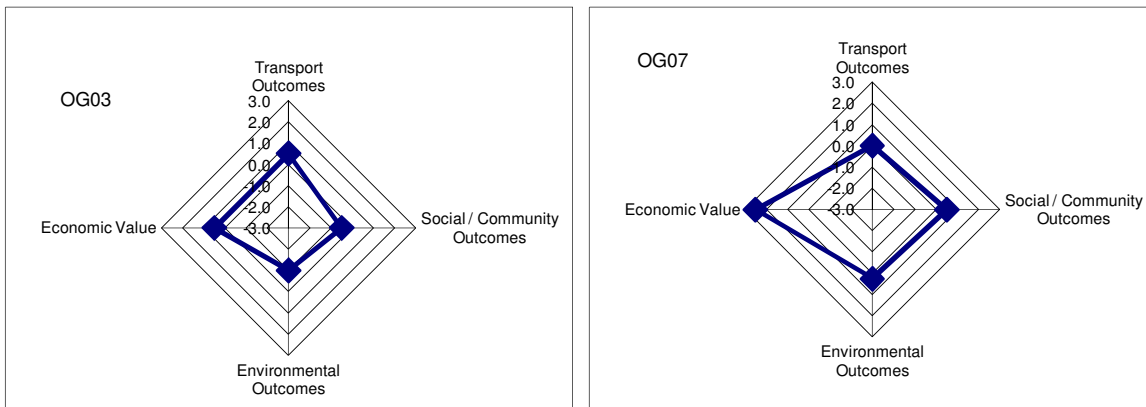 Transport
Outcomes
OG03
3.0
2.0
1.0
0.0
-1.0
-2.0
-3.0
Economic Value
Social / Community
Outcomes
Environmental
Outcomes
Transport
Outcomes
OG07
3.0
2.0
1.0
0.0
-1.0
-2.0
-3.0
Economic Value
Social / Community
Outcomes
Environmental
Outcomes